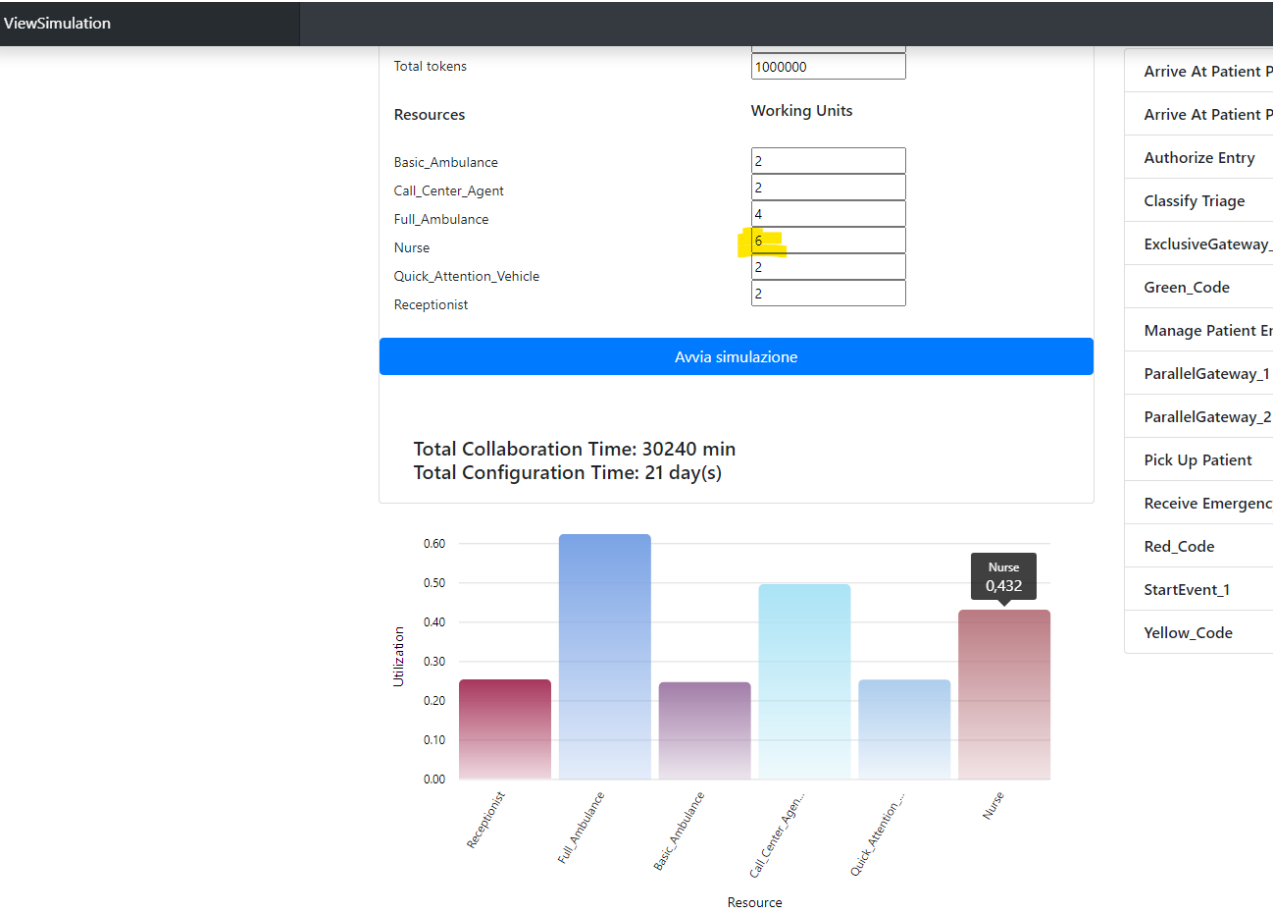 ViewSimulation
Total tokens 1000000
Resources Working Units
Basic_Ambulance 2
Call_Center_Agent 2
Full_Ambulance 4
Nurse 6
Quick_Attention_Vehicle 2
Receptionist 2
Avvia simulazione
Total Collaboration Time: 30240 min
Total Configuration Time: 21 day(s)
Utilization
0.60
0.50
0.40
0.30
0.20
0.10
0.00
Nurse
0,432
Receptionist
Full_Ambulance
Basic_Ambulance
Call_Center_Agen...
Quick_Attention_...
Nurse
Resource
Arrive At Patient P
Arrive At Patient P
Authorize Entry
Classify Triage
ExclusiveGateway_
Green_Code
Manage Patient En
ParallelGateway_1
ParallelGateway_2
Pick Up Patient
Receive Emergenc
Red_Code
StartEvent_1
Yellow_Code